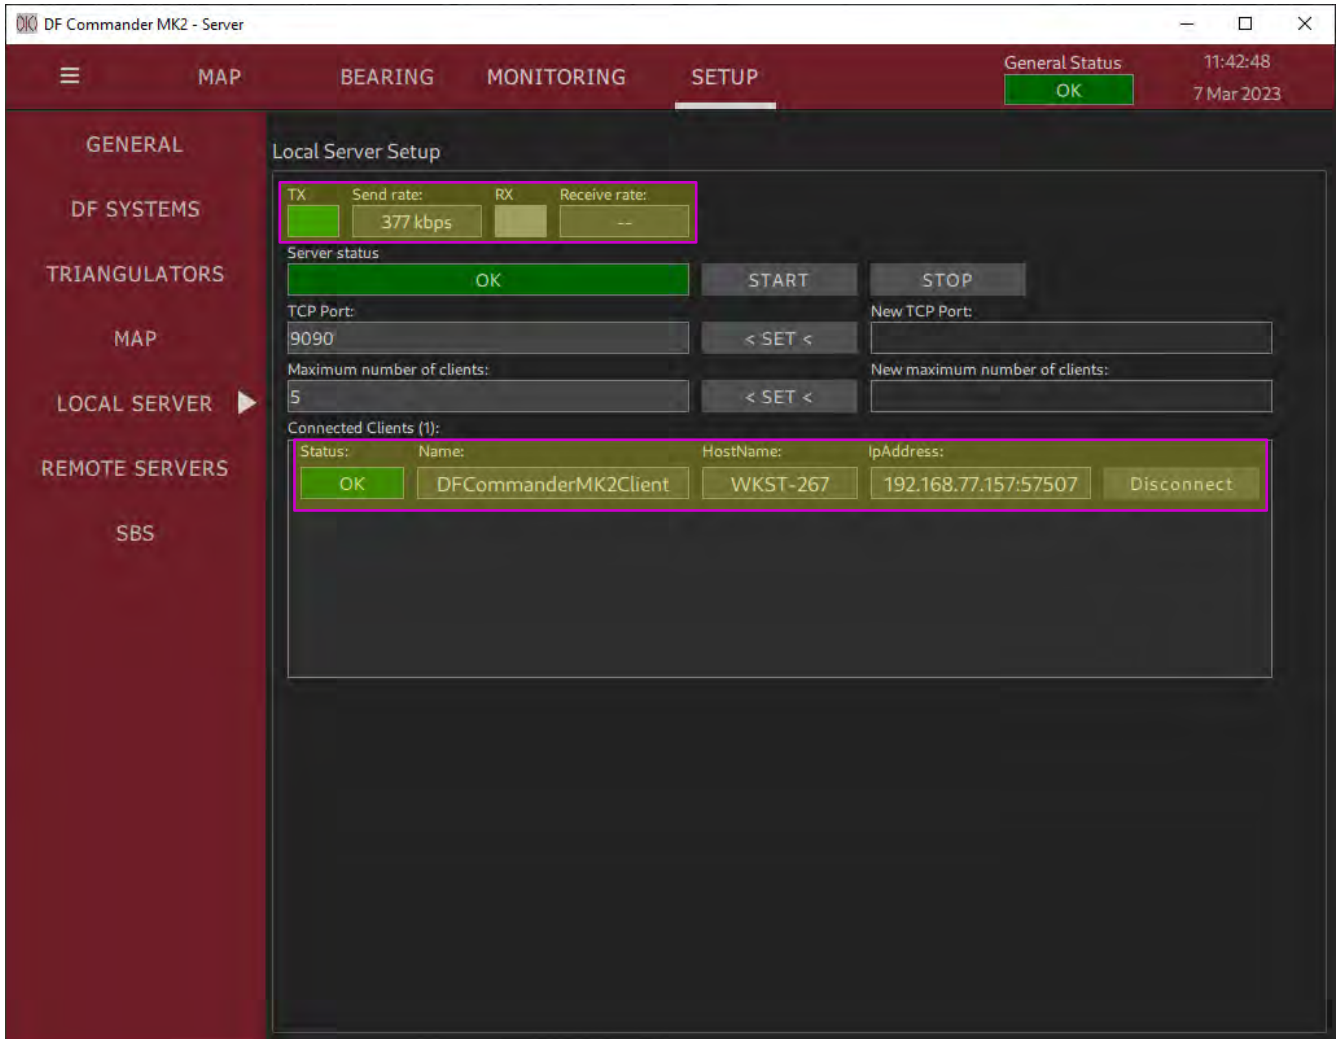 DF Commander MK2 - Server
MAP BEARING MONITORING SETUP
General Status
OK
11:42:48
7 Mar 2023
GENERAL
DF SYSTEMS
TRIANGULATORS
MAP
LOCAL SERVER
REMOTE SERVERS
SBS
Local Server Setup
TX Send rate: RX Receive rate:
377 kbps --
Server status
OK START STOP
TCP Port: New TCP Port:
9090 < SET <
Maximum number of clients: New maximum number of clients:
5 < SET <
Connected Clients (1):
Status: Name: HostName: IpAddress:
OK DFCommanderMK2Client WKST-267 192.168.77.157:57507 Disconnect